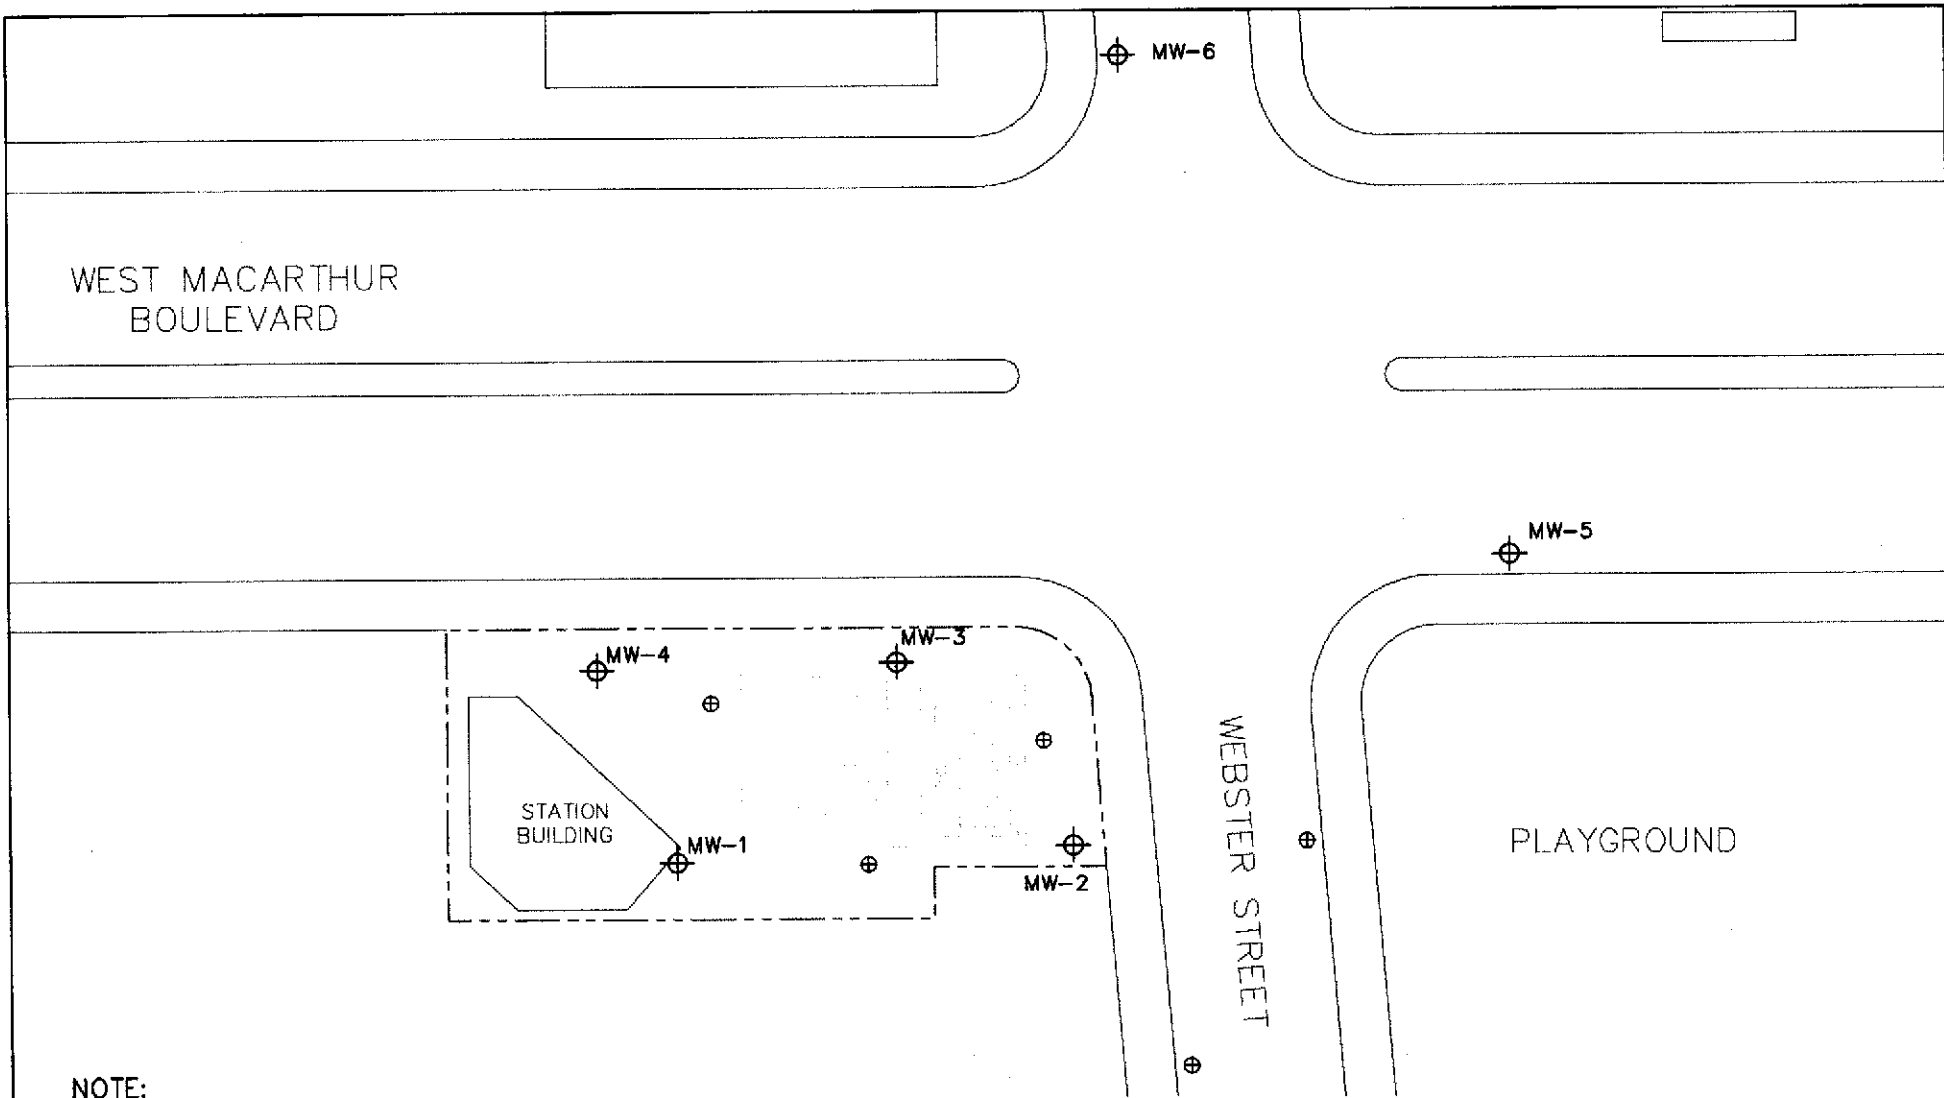 MW-6
WEST MACARTHUR
BOULEVARD
MW-5
MW-3
MW-4
STATION
BUILDING
MW-1
MW-2
WEBSTER STREET
PLAYGROUND
NOTE: